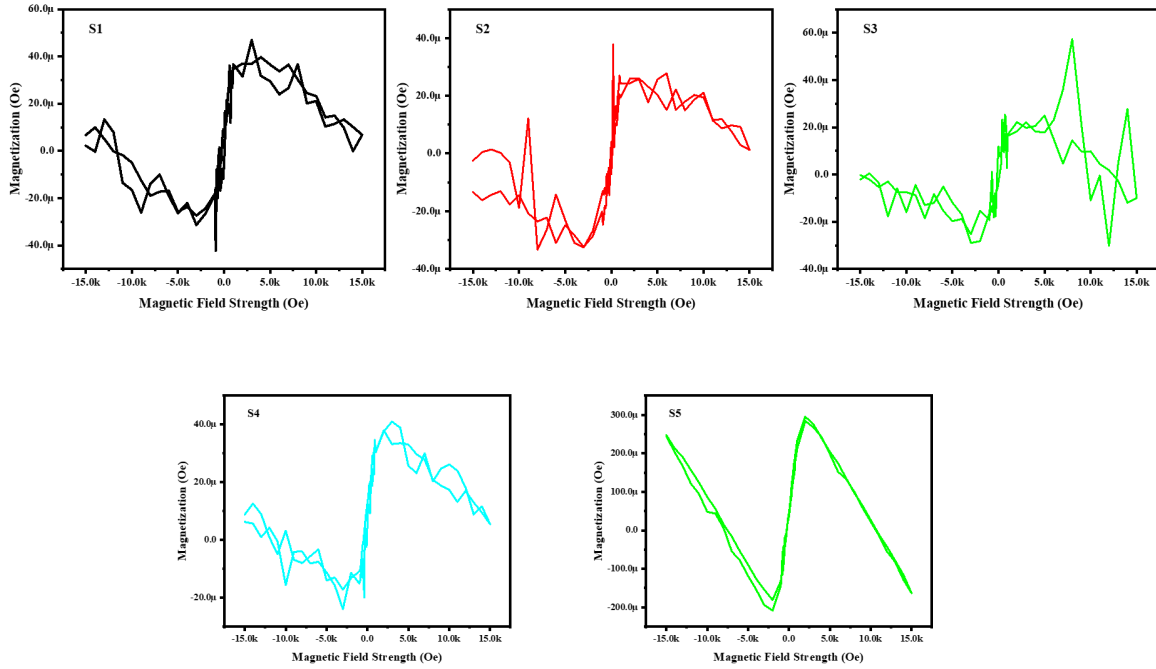 S1
60.0µ
40.0µ
20.0µ
0.0
-20.0µ
-40.0µ
Magnetization (Oe)
-15.0k -10.0k -5.0k 0.0 5.0k 10.0k 15.0k
Magnetic Field Strength (Oe)
S2
60.0µ
40.0µ
20.0µ
0.0
-20.0µ
-40.0µ
Magnetization (Oe)
-15.0k -10.0k -5.0k 0.0 5.0k 10.0k 15.0k
Magnetic Field Strength (Oe)
S3
60.0µ
40.0µ
20.0µ
0.0
-20.0µ
-40.0µ
Magnetization (Oe)
-15.0k -10.0k -5.0k 0.0 5.0k 10.0k 15.0k
Magnetic Field Strength (Oe)
S4
40.0µ
20.0µ
0.0
-20.0µ
Magnetization (Oe)
-15.0k -10.0k -5.0k 0.0 5.0k 10.0k 15.0k
Magnetic Field Strength (Oe)
S5
300.0µ
200.0µ
100.0µ
0.0
-100.0µ
-200.0µ
Magnetization (Oe)
-15.0k -10.0k -5.0k 0.0 5.0k 10.0k 15.0k
Magnetic Field Strength (Oe)